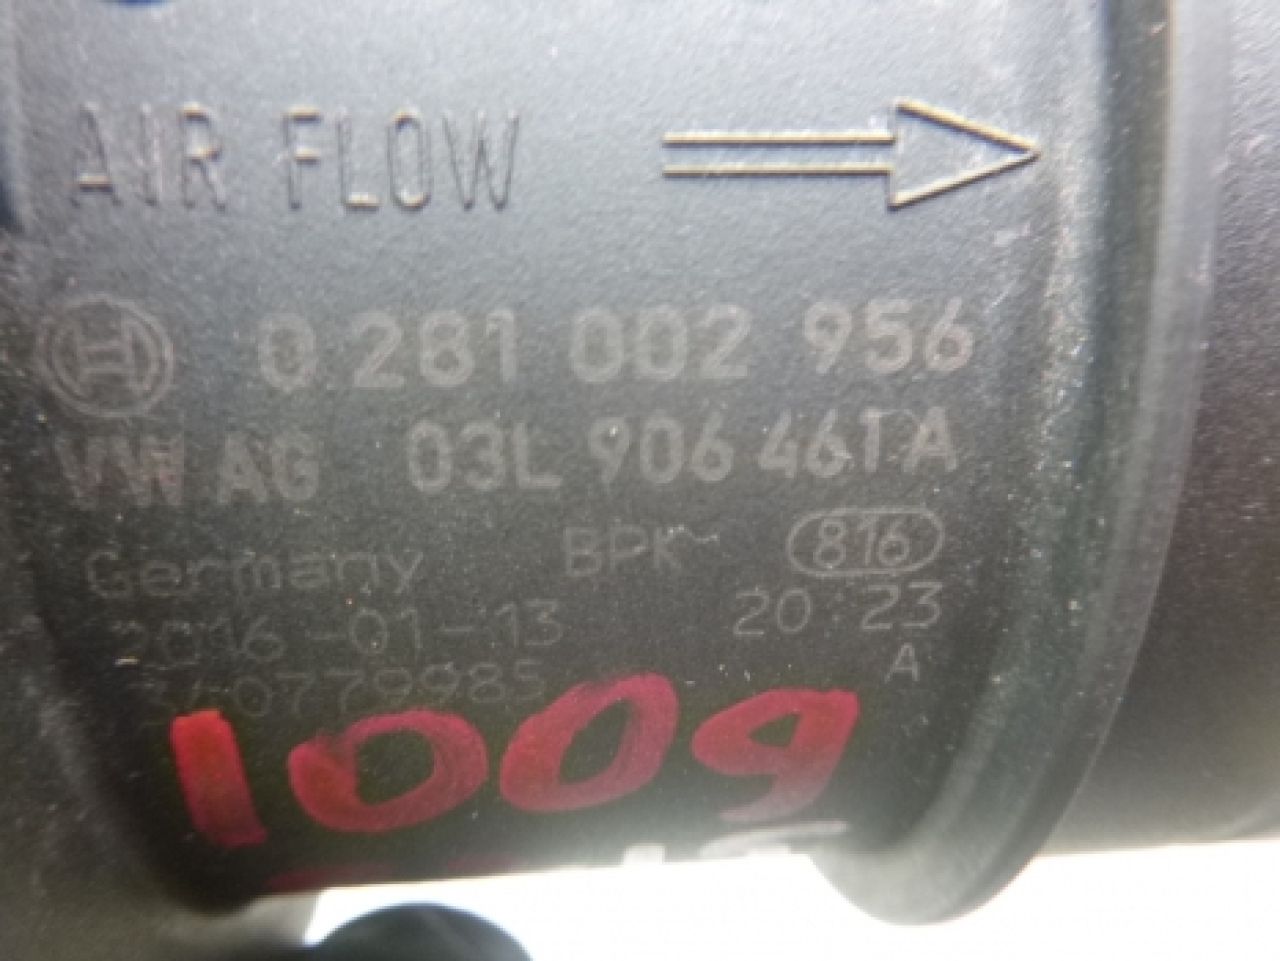 AIR FLOW
0 281 002 956
VW AG 03L 906 461 A
Germany BPK 816
2016-01-13 20:23
A
1009